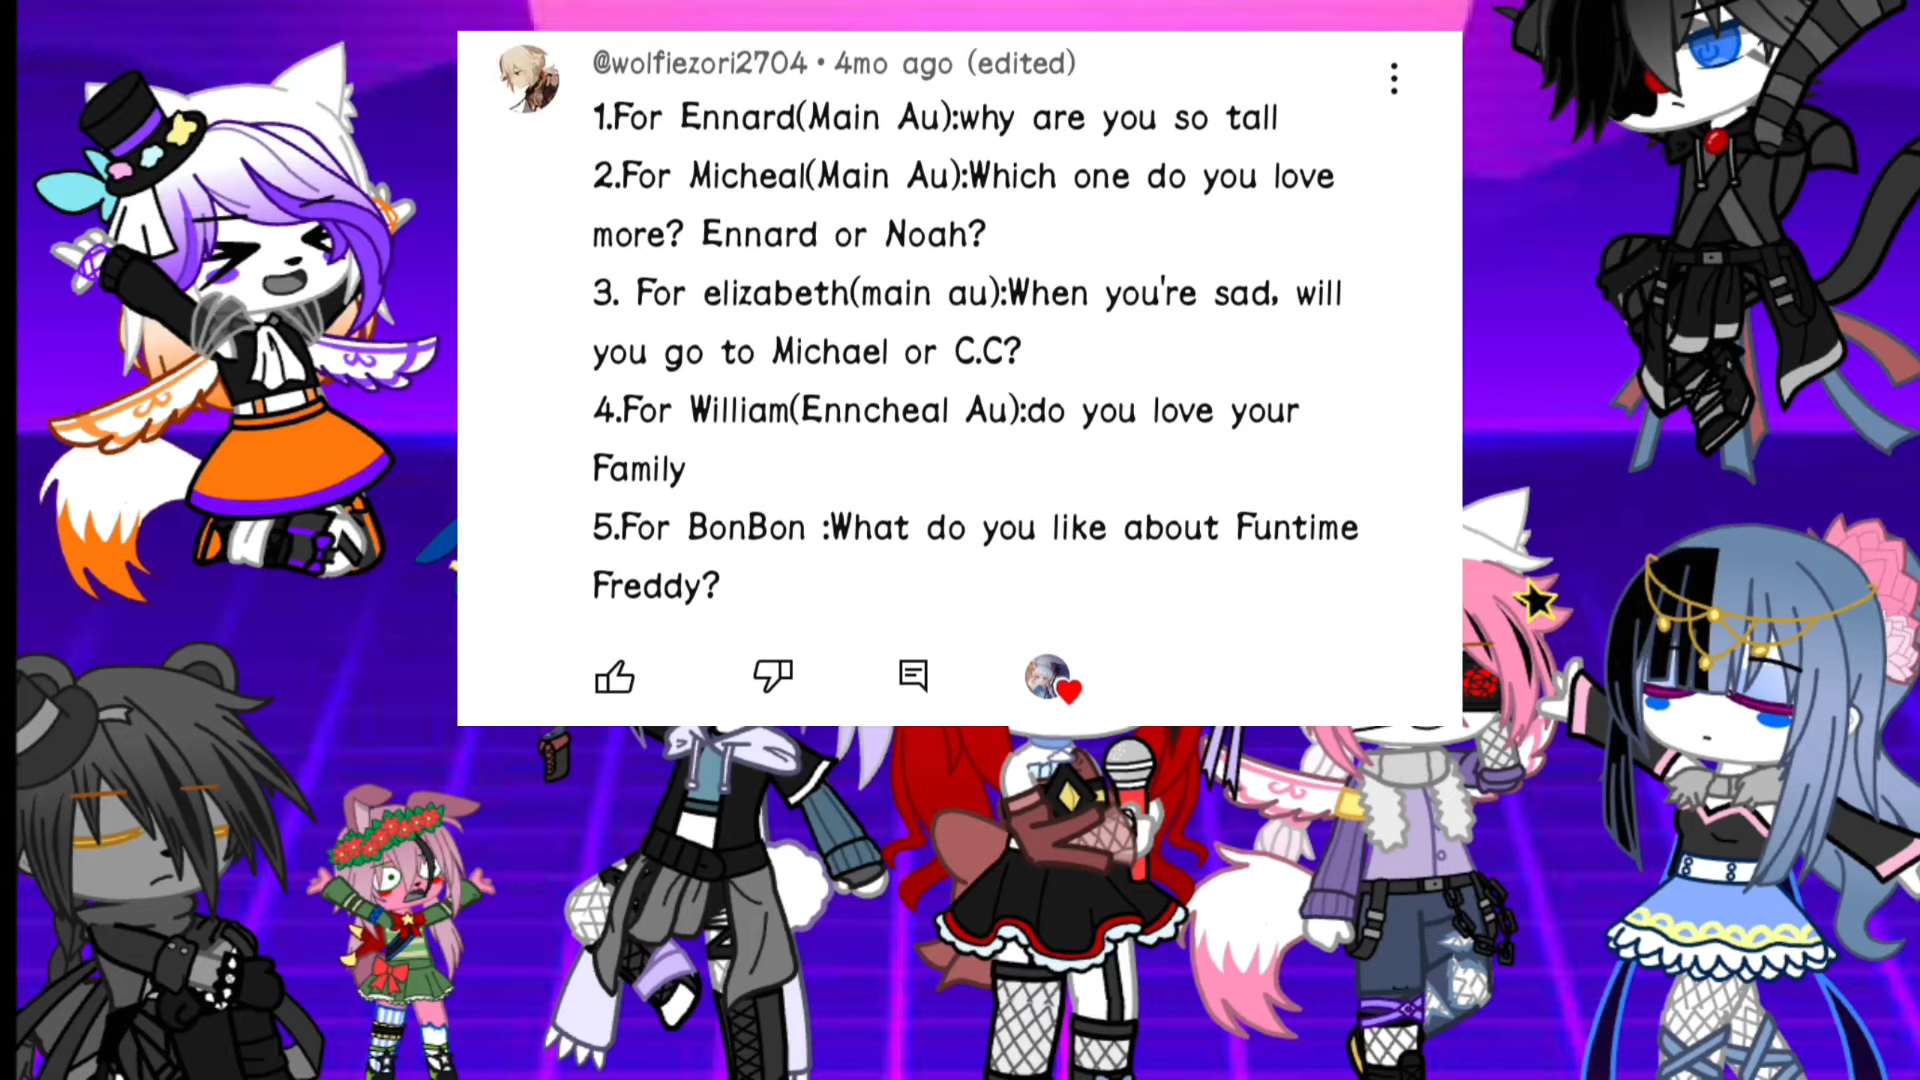 @wolfiezori2704 • 4mo ago (edited)
1.For Ennard(Main Au):why are you so tall
2.For Micheal(Main Au):Which one do you love
more? Ennard or Noah?
3. For elizabeth(main au):When you're sad, will
you go to Michael or C.C?
4.For William(Enncheal Au):do you love your
Family
5.For BonBon :What do you like about Funtime
Freddy?